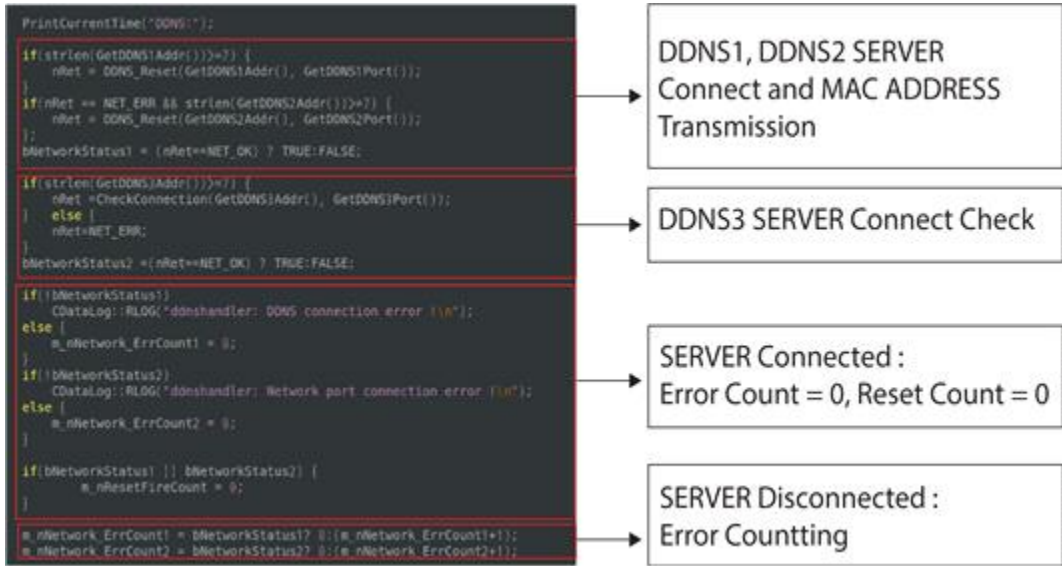 PrintCurrentTime("DDNS:");
if(strlen(GetDDNS1Addr())>=7) {
nRet = DDNS_Reset(GetDDNS1Addr(), GetDDNS1Port());
}
if(nRet == NET_ERR && strlen(GetDDNS2Addr())>=7) {
nRet = DDNS_Reset(GetDDNS2Addr(), GetDDNS2Port());
};
bNetworkStatus1 = (nRet==NET_OK) ? TRUE:FALSE;
DDNS1, DDNS2 SERVER
Connect and MAC ADDRESS
Transmission
if(strlen(GetDDNS3Addr())>=7) {
nRet =CheckConnection(GetDDNS3Addr(), GetDDNS3Port());
} else {
nRet=NET_ERR;
}
bNetworkStatus2 =(nRet==NET_OK) ? TRUE:FALSE;
DDNS3 SERVER Connect Check
if(!bNetworkStatus1)
CDataLog::RLOG("ddnshandler: DDNS connection error !\n");
else {
m_nNetwork_ErrCount1 = 0;
}
if(!bNetworkStatus2)
CDataLog::RLOG("ddnshandler: Network port connection error !\n");
else {
m_nNetwork_ErrCount2 = 0;
}
if(bNetworkStatus1 || bNetworkStatus2) {
m_nResetFireCount = 0;
}
SERVER Connected :
Error Count = 0, Reset Count = 0
m_nNetwork_ErrCount1 = bNetworkStatus1? 0:(m_nNetwork_ErrCount1+1);
m_nNetwork_ErrCount2 = bNetworkStatus2? 0:(m_nNetwork_ErrCount2+1);
SERVER Disconnected :
Error Countting